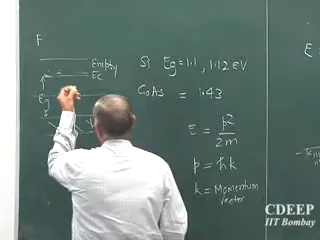 F
Empty
Ec
Eg
Si Eg=1.1, 1.12 eV
GaAs = 1.43
E = p²/2m
p = ħk
k = Momentum vector
E =
CDEEP
IIT Bombay